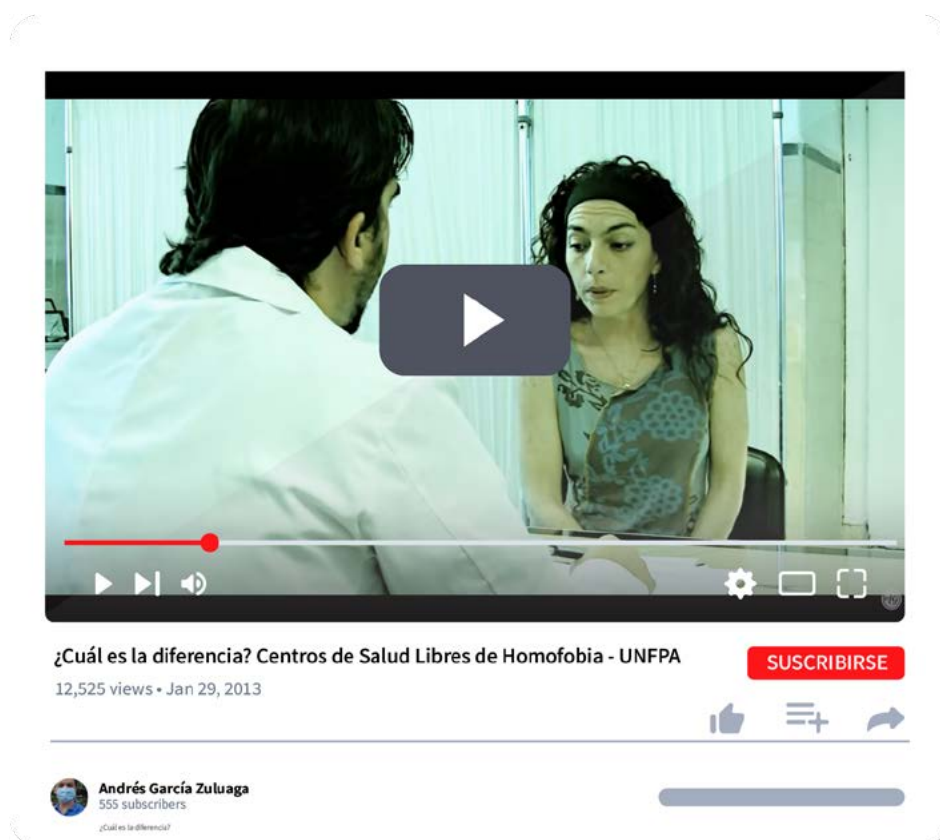 ¿Cuál es la diferencia? Centros de Salud Libres de Homofobia - UNFPA
SUSCRIBIRSE
12,525 views • Jan 29, 2013
Andrés García Zuluaga
555 subscribers
¿Cuál es la diferencia?